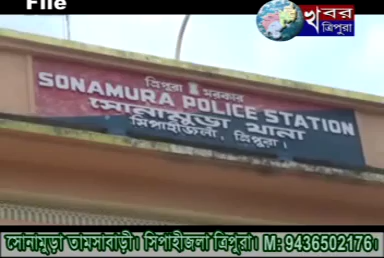 File
খবর
ত্রিপুরা
ত্রিপুরা সরকার
SONAMURA POLICE STATION
সোনামুড়া থানা
সিপাহীজলা, ত্রিপুরা।
সোনামুড়া তামসাবাড়ী। সিপাহীজলা ত্রিপুরা। M: 9436502176।